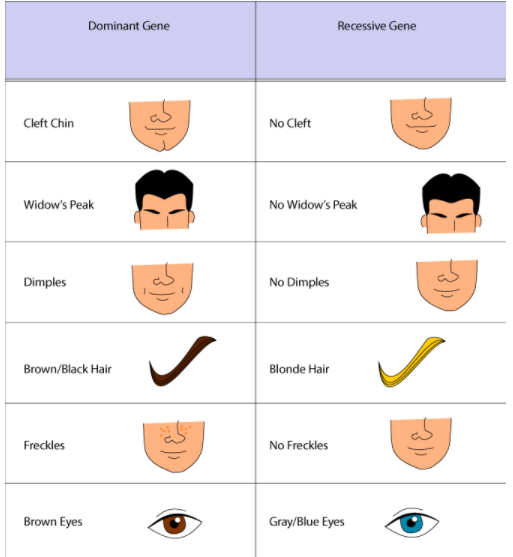 Dominant Gene Recessive Gene
Cleft Chin No Cleft
Widow's Peak No Widow's Peak
Dimples No Dimples
Brown/Black Hair Blonde Hair
Freckles No Freckles
Brown Eyes Gray/Blue Eyes